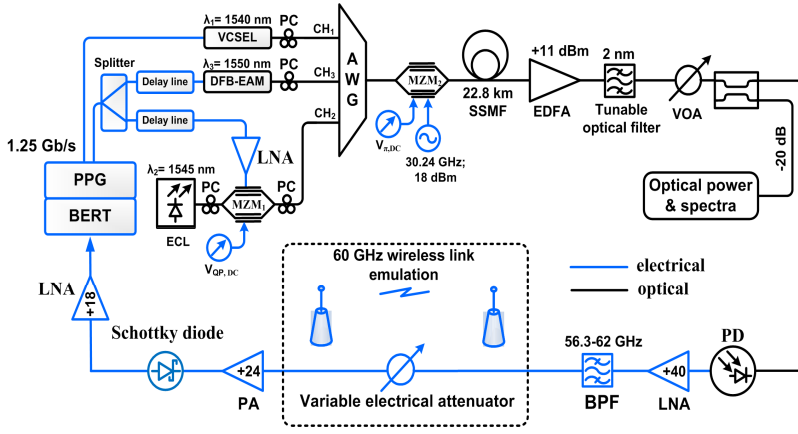 λ₁= 1540 nm
PC
VCSEL
CH₁
Splitter
λ₃= 1550 nm
PC
Delay line
DFB-EAM
CH₃
AWG
MZM₂
+11 dBm
2 nm
22.8 km
SSMF
EDFA
Tunable
optical filter
VOA
Delay line
CH₂
1.25 Gb/s
LNA
Vπ,DC
30.24 GHz;
18 dBm
-20 dB
PPG
BERT
λ₂= 1545 nm
PC
PC
MZM₁
ECL
VQP, DC
Optical power
& spectra
60 GHz wireless link
emulation
electrical
optical
LNA
+18
Schottky diode
56.3-62 GHz
PD
+24
+40
PA
Variable electrical attenuator
BPF
LNA